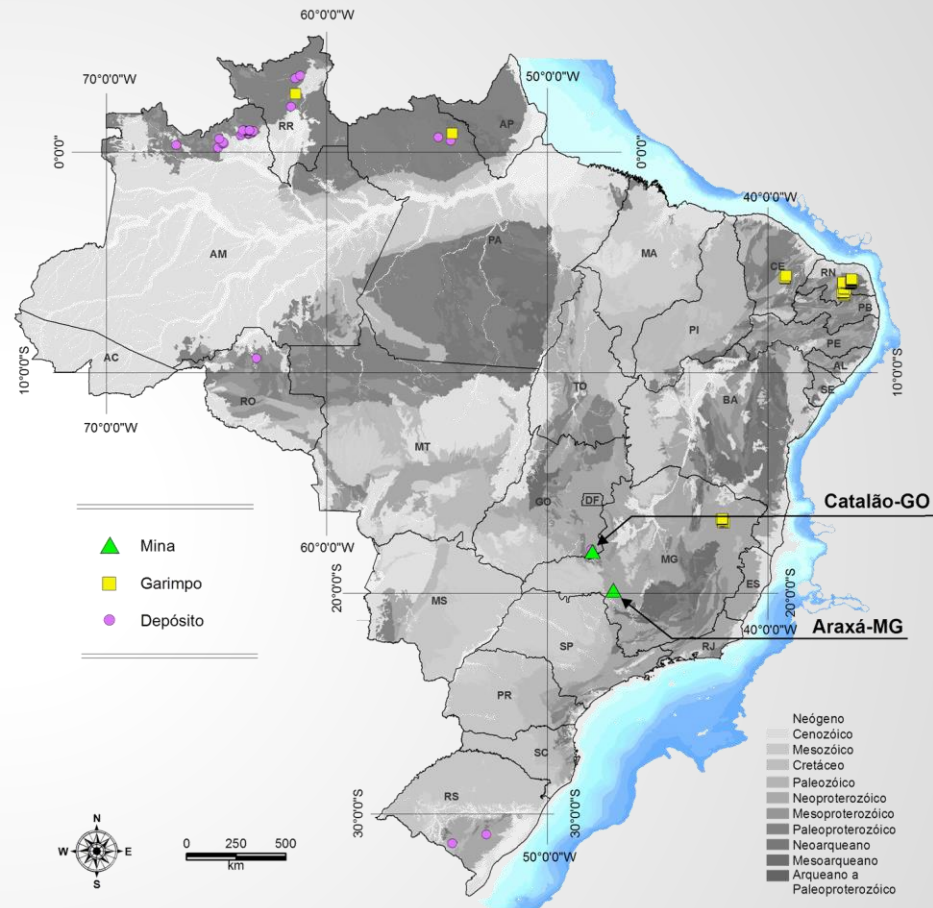 60°0'0"W
70°0'0"W
50°0'0"W
RR
AP
0°0'0"
0°0'0"
40°0'0"W
AM
PA
MA
CE
RN
PB
PI
PE
AC
AL
SE
10°0'0"S
10°0'0"S
RO
TO
BA
70°0'0"W
MT
GO
DF
Catalão-GO
Mina
60°0'0"W
MG
ES
Garimpo
20°0'0"S
20°0'0"S
MS
Depósito
40°0'0"W
Araxá-MG
SP
RJ
PR
SC
RS
30°0'0"S
30°0'0"S
50°0'0"W
N
W
E
S
0
250
500
km
Neógeno
Cenozóico
Mesozóico
Cretáceo
Paleozóico
Neoproterozóico
Mesoproterozóico
Paleoproterozóico
Neoarqueano
Mesoarqueano
Arqueano a
Paleoproterozóico